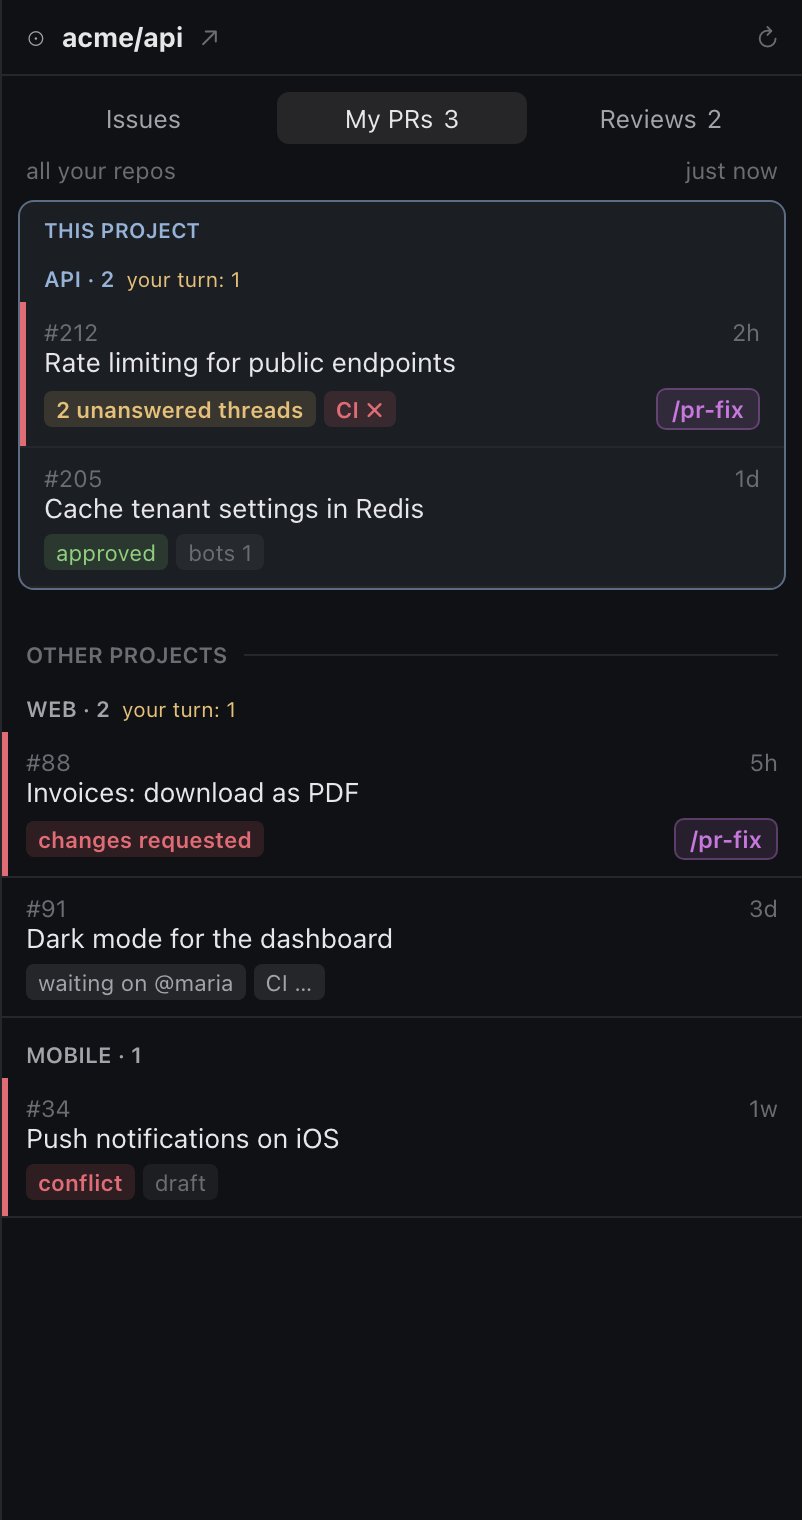 acme/api ↗
Issues My PRs 3 Reviews 2
all your repos just now
THIS PROJECT
API · 2 your turn: 1
#212 2h
Rate limiting for public endpoints
2 unanswered threads CI ✕ /pr-fix
#205 1d
Cache tenant settings in Redis
approved bots 1
OTHER PROJECTS
WEB · 2 your turn: 1
#88 5h
Invoices: download as PDF
changes requested /pr-fix
#91 3d
Dark mode for the dashboard
waiting on @maria CI …
MOBILE · 1
#34 1w
Push notifications on iOS
conflict draft